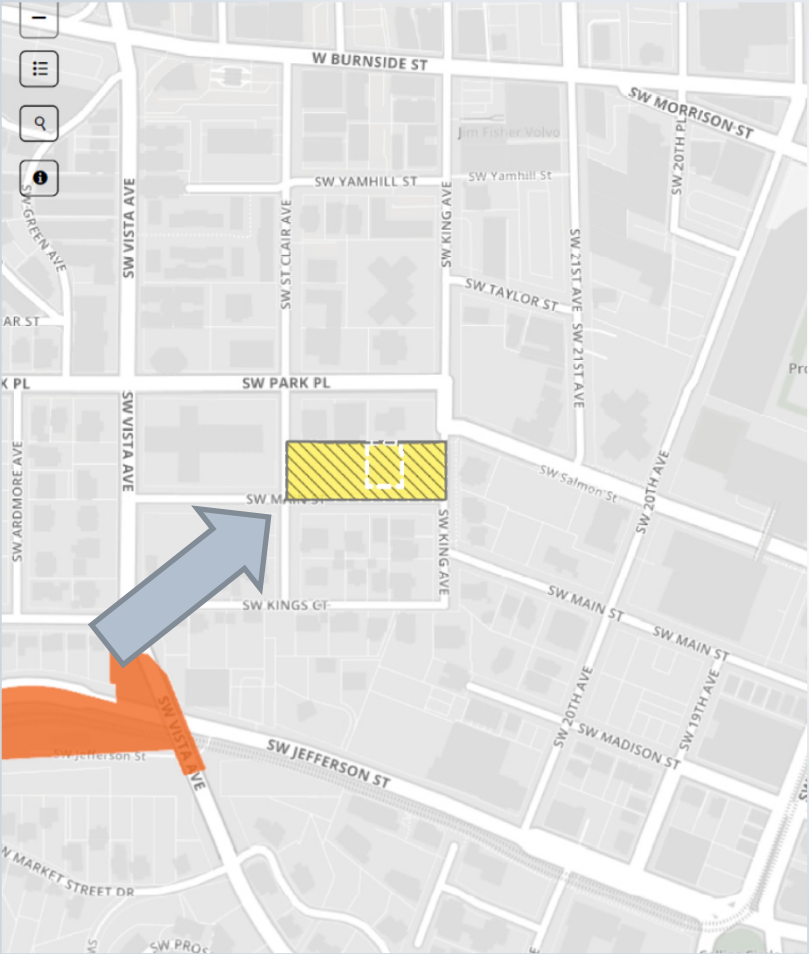 W BURNSIDE ST
SW MORRISON ST
Jim Fisher Volvo
SW 20TH PL
SW YAMHILL ST
SW Yamhill St
SW VISTA AVE
SW GREEN AVE
SW ST CLAIR AVE
SW KING AVE
SW 21ST AVE
SW TAYLOR ST
AR ST
SW 21ST AVE
K PL
SW PARK PL
Pro
SW VISTA AVE
SW ARDMORE AVE
SW Salmon St
SW 20TH AVE
SW MAIN ST
SW KING AVE
SW KINGS CT
SW MAIN ST
SW MAIN ST
SW VISTA AVE
SW 20TH AVE
SW 19TH AVE
SW Jefferson St
SW JEFFERSON ST
SW MADISON ST
W MARKET STREET DR
SW PROS